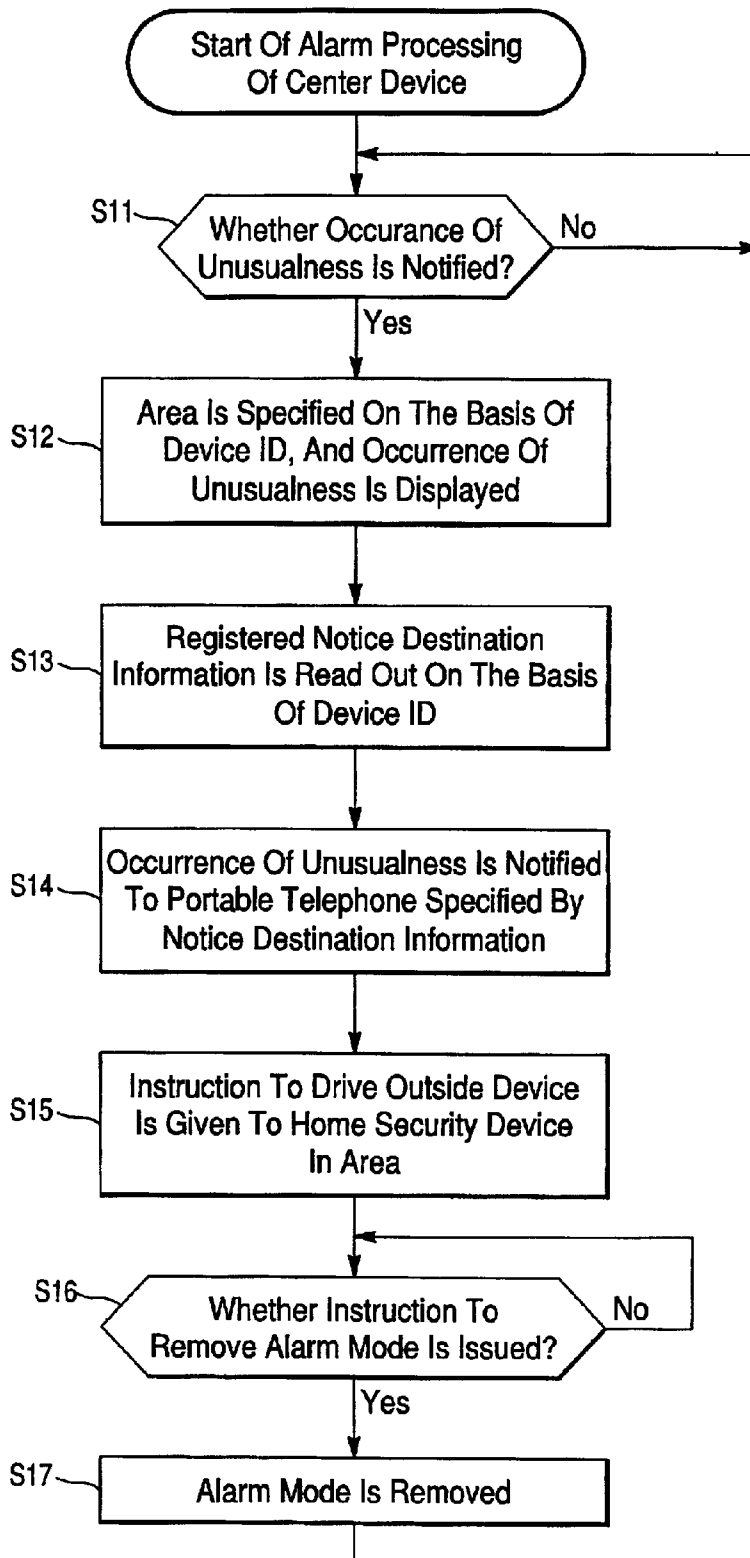 Start Of Alarm Processing
Of Center Device
S11
Whether Occurance Of
Unusualness Is Notified?
No
Yes
S12
Area Is Specified On The Basis Of
Device ID, And Occurrence Of
Unusualness Is Displayed
S13
Registered Notice Destination
Information Is Read Out On The Basis
Of Device ID
S14
Occurrence Of Unusualness Is Notified
To Portable Telephone Specified By
Notice Destination Information
S15
Instruction To Drive Outside Device
Is Given To Home Security Device
In Area
S16
Whether Instruction To
Remove Alarm Mode Is Issued?
No
Yes
S17
Alarm Mode Is Removed